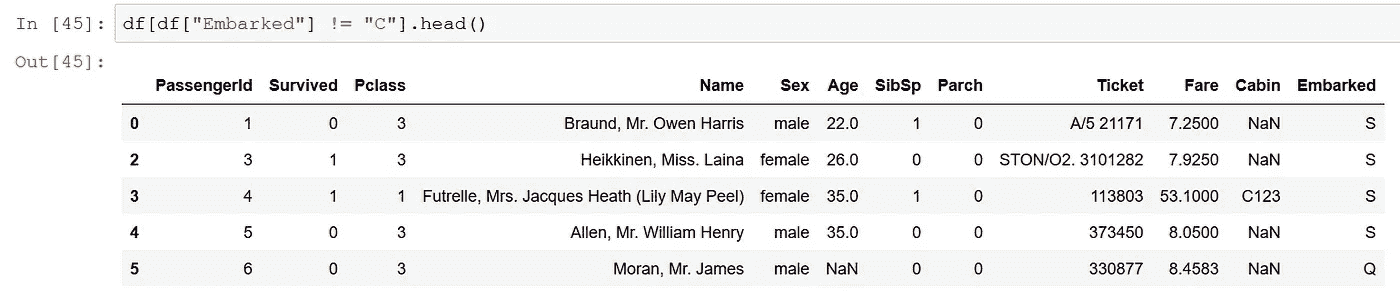 In [45]: df[df["Embarked"] != "C"].head()
Out[45]:
PassengerId Survived Pclass Name Sex Age SibSp Parch Ticket Fare Cabin Embarked
0 1 0 3 Braund, Mr. Owen Harris male 22.0 1 0 A/5 21171 7.2500 NaN S
2 3 1 3 Heikkinen, Miss. Laina female 26.0 0 0 STON/O2. 3101282 7.9250 NaN S
3 4 1 1 Futrelle, Mrs. Jacques Heath (Lily May Peel) female 35.0 1 0 113803 53.1000 C123 S
4 5 0 3 Allen, Mr. William Henry male 35.0 0 0 373450 8.0500 NaN S
5 6 0 3 Moran, Mr. James male NaN 0 0 330877 8.4583 NaN Q